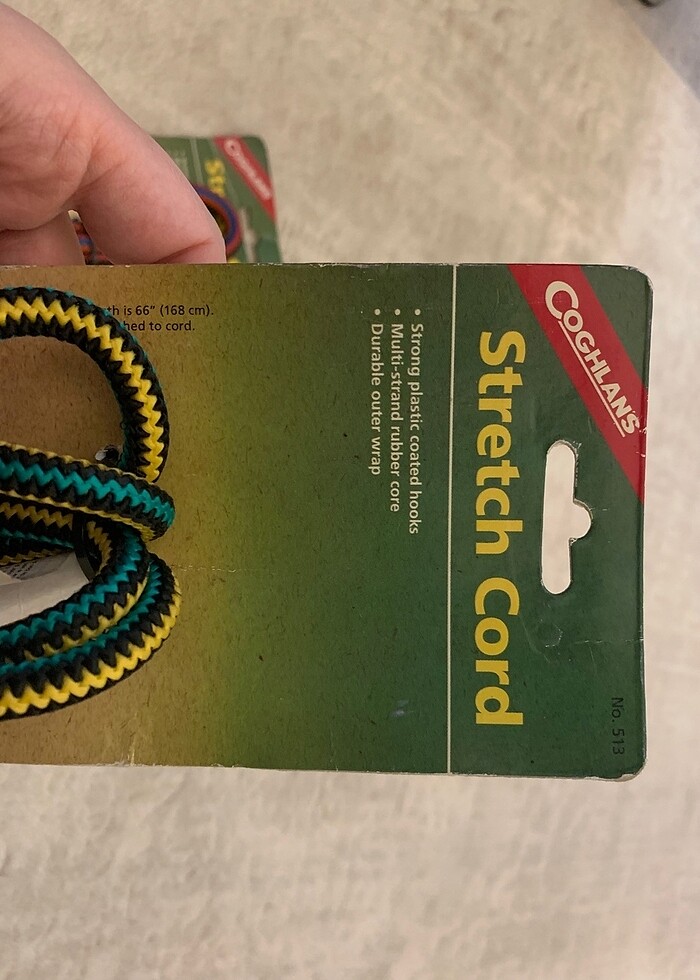 COGHLAN'S
No. 513
Stretch Cord
• Strong plastic coated hooks
• Multi-strand rubber core
• Durable outer wrap
is 66" (168 cm).
to cord.
COGHLAN'S